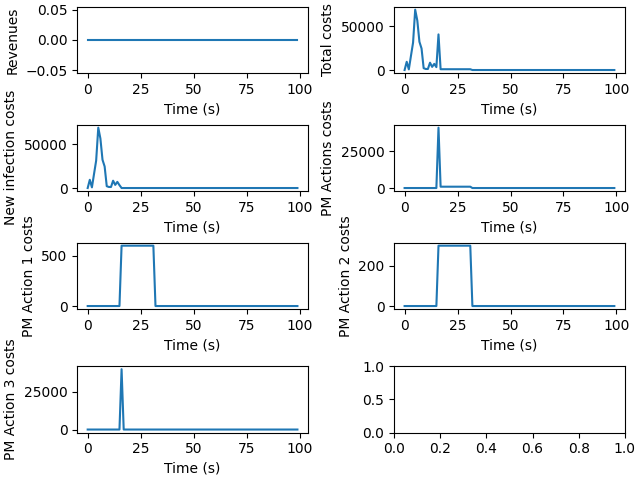 Revenues
0.05
0.00
−0.05
0 25 50 75 100
Time (s)
Total costs
50000
0
0 25 50 75 100
Time (s)
New infection costs
50000
0
0 25 50 75 100
Time (s)
PM Actions costs
25000
0
0 25 50 75 100
Time (s)
PM Action 1 costs
500
0
0 25 50 75 100
Time (s)
PM Action 2 costs
200
0
0 25 50 75 100
Time (s)
PM Action 3 costs
25000
0
0 25 50 75 100
Time (s)
1.0
0.5
0.0
0.0 0.2 0.4 0.6 0.8 1.0